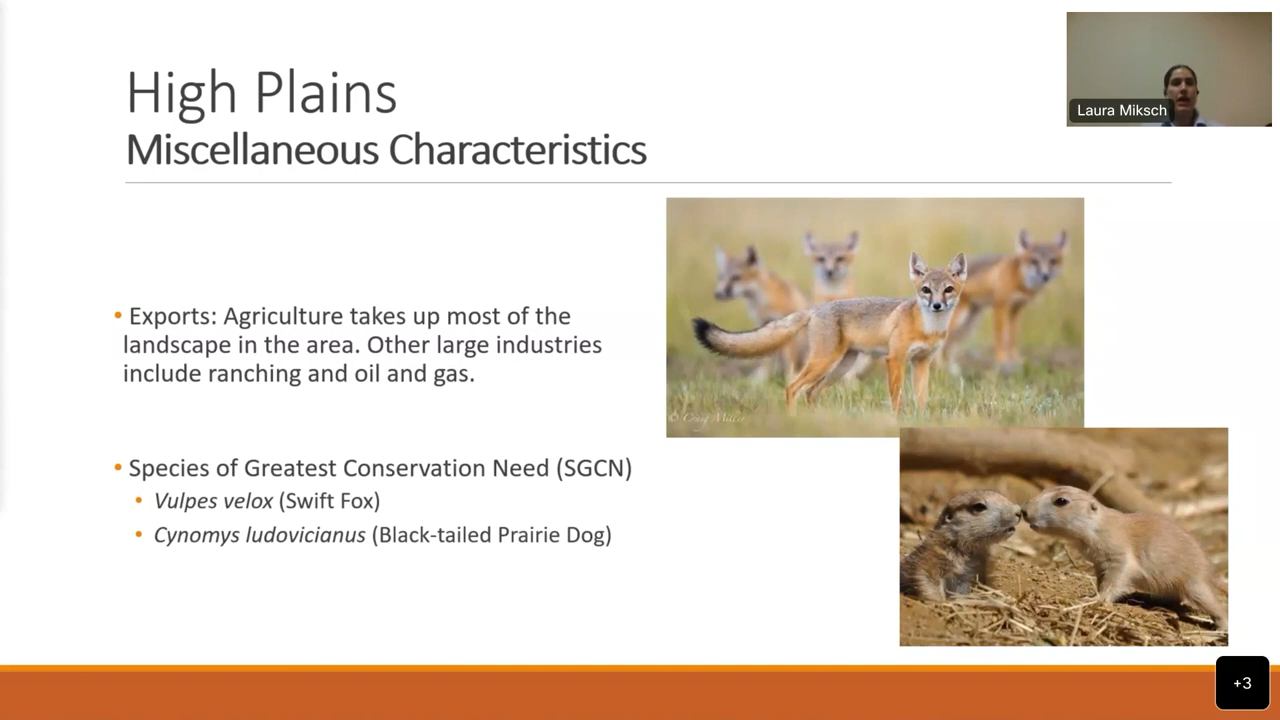 High Plains
Miscellaneous Characteristics
Laura Miksch
• Exports: Agriculture takes up most of the
landscape in the area. Other large industries
include ranching and oil and gas.
• Species of Greatest Conservation Need (SGCN)
• Vulpes velox (Swift Fox)
• Cynomys ludovicianus (Black-tailed Prairie Dog)
© Craig Miller
+3